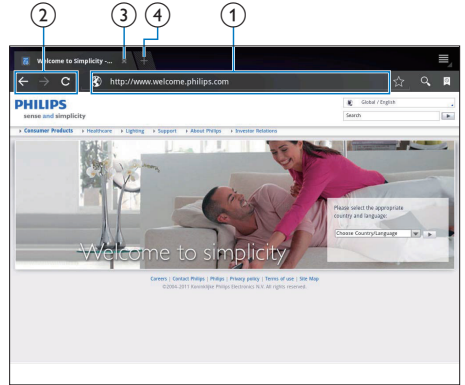 2 3 4 1
Welcome to Simplicity -... × +
http://www.welcome.philips.com
PHILIPS
sense and simplicity
Global / English
Search
Consumer Products Healthcare Lighting Support About Philips Investor Relations
Please select the appropriate
country and language:
Choose Country/Language
Welcome to simplicity
Careers | Contact Philips | Philips | Privacy policy | Terms of use | Site Map
©2004-2011 Koninklijke Philips Electronics N.V. All rights reserved.